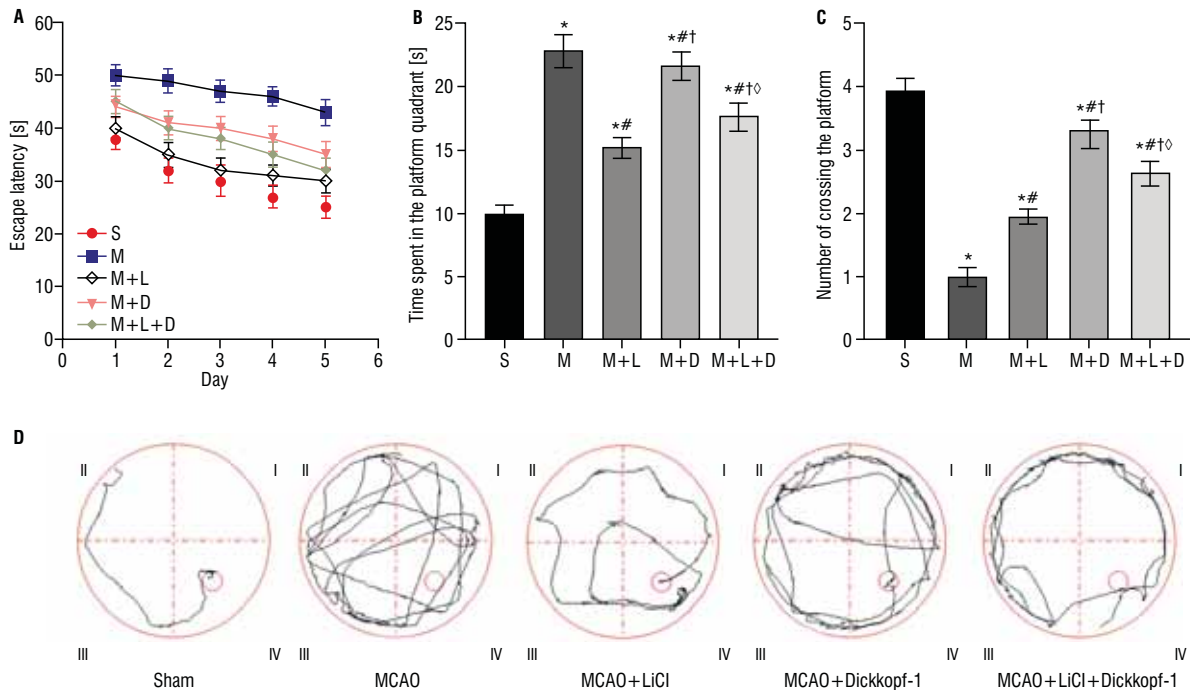 A
60
50
40
30
20
10
0
Escape latency [s]
S
M
M+L
M+D
M+L+D
0 1 2 3 4 5 6
Day
B
25
20
15
10
5
0
Time spent in the platform quadrant [s]
*
*#
*#†
*#†◊
S M M+L M+D M+L+D
C
5
4
3
2
1
0
Number of crossing the platform
*
*#
*#†
*#†◊
S M M+L M+D M+L+D
D
II I
III IV
Sham
II I
III IV
MCAO
II I
III IV
MCAO+LiCl
II I
III IV
MCAO+Dickkopf-1
II I
III IV
MCAO+LiCl+Dickkopf-1